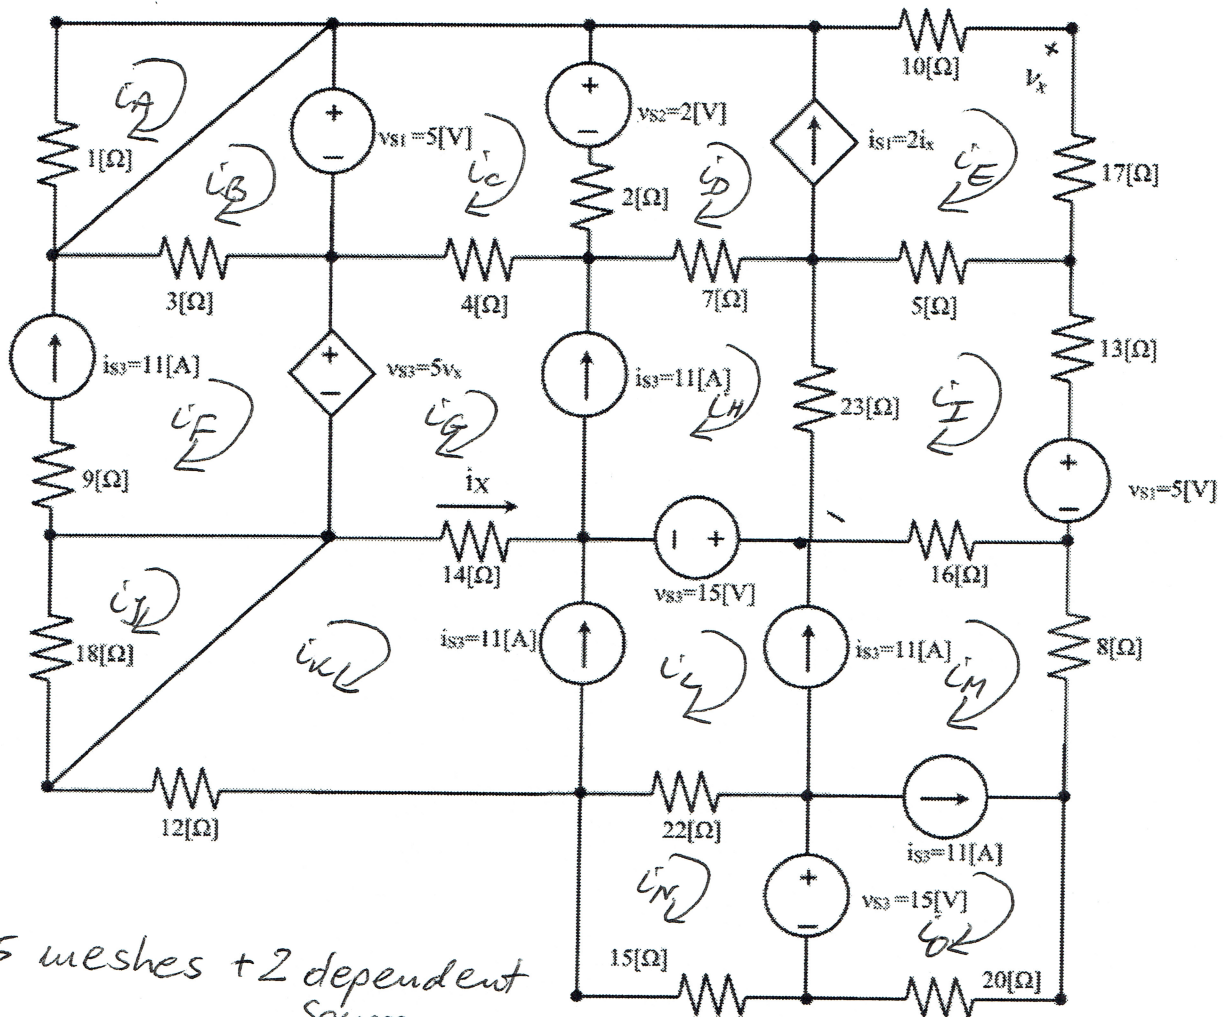 10[Ω]
+
vx
iA
vS2=2[V]
1[Ω]
vS1=5[V]
iS1=2ix
17[Ω]
iB
iC
iD
iE
2[Ω]
3[Ω]
4[Ω]
7[Ω]
5[Ω]
iS3=11[A]
vS3=5vx
iS3=11[A]
13[Ω]
iF
iG
iH
23[Ω]
iI
9[Ω]
iX
vS1=5[V]
14[Ω]
vS3=15[V]
16[Ω]
iJ
18[Ω]
iK
iS3=11[A]
iL
iS3=11[A]
iM
8[Ω]
12[Ω]
22[Ω]
iS3=11[A]
iN
vS3=15[V]
iO
15[Ω]
20[Ω]
5 meshes + 2 dependent